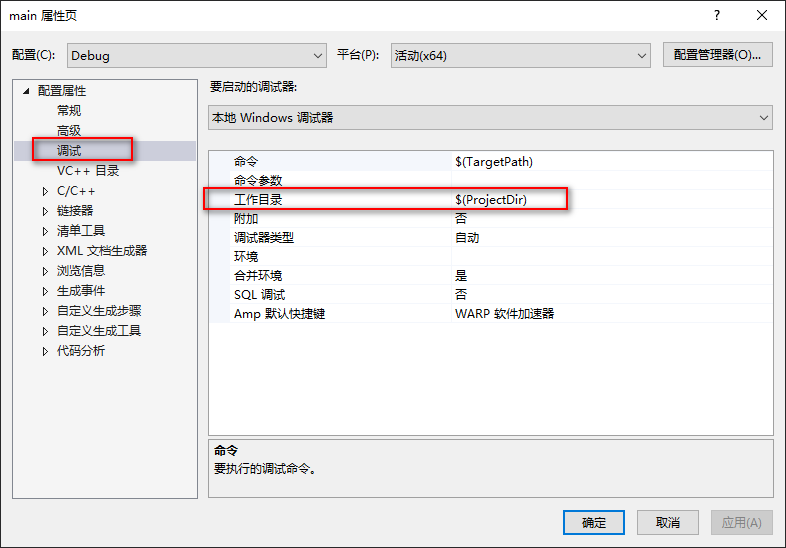 main 属性页
配置(C): Debug 平台(P): 活动(x64) 配置管理器(O)...
配置属性
常规
高级
调试
VC++ 目录
C/C++
链接器
清单工具
XML 文档生成器
浏览信息
生成事件
自定义生成步骤
自定义生成工具
代码分析
要启动的调试器:
本地 Windows 调试器
命令 $(TargetPath)
命令参数
工作目录 $(ProjectDir)
附加 否
调试器类型 自动
环境
合并环境 是
SQL 调试 否
Amp 默认快捷键 WARP 软件加速器
命令
要执行的调试命令。
确定 取消 应用(A)